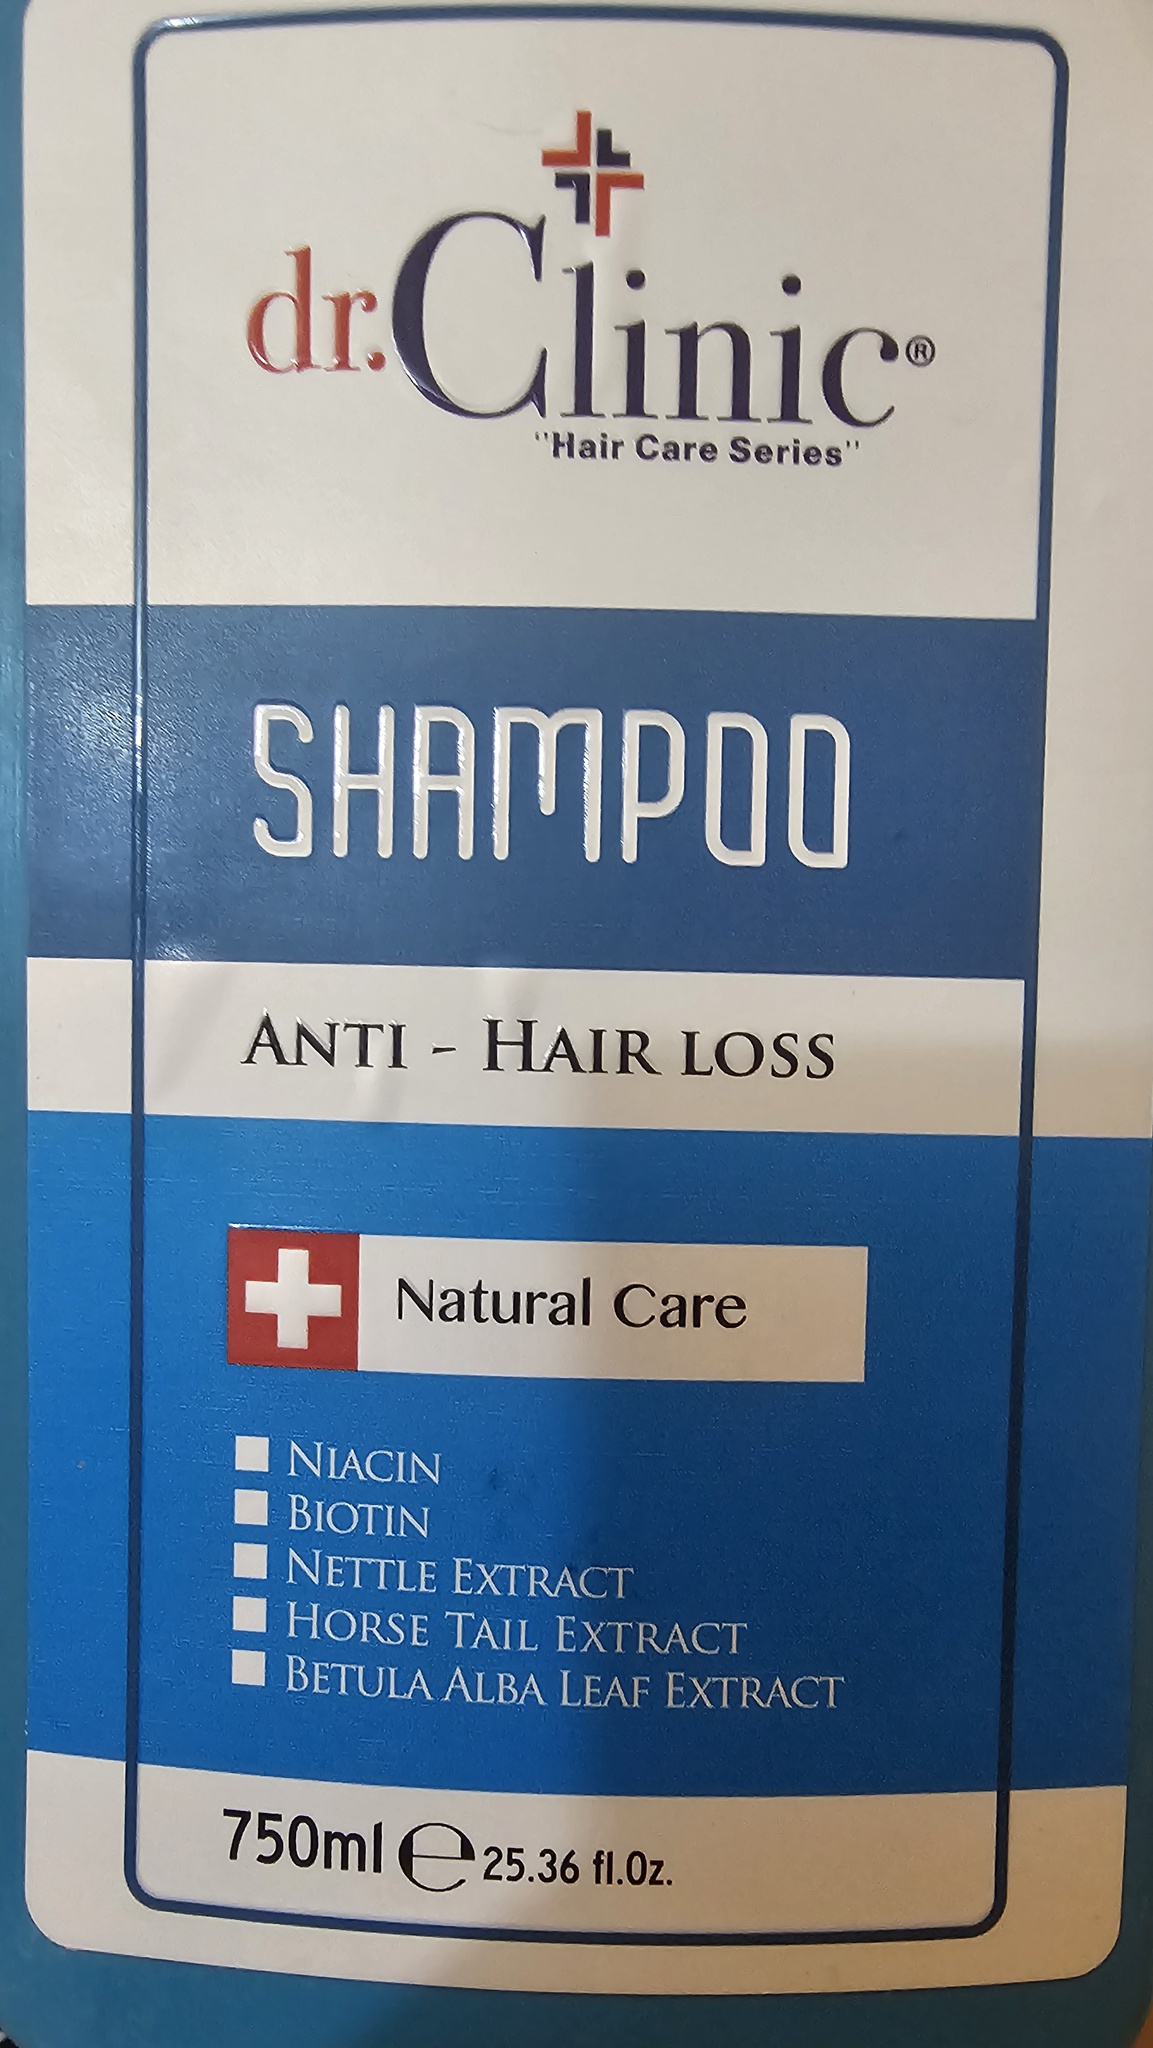 dr.Clinic®
"Hair Care Series"
SHAMPOO
ANTI - HAIR LOSS
Natural Care
NIACIN
BIOTIN
NETTLE EXTRACT
HORSE TAIL EXTRACT
BETULA ALBA LEAF EXTRACT
750ml ℮ 25.36 fl.Oz.